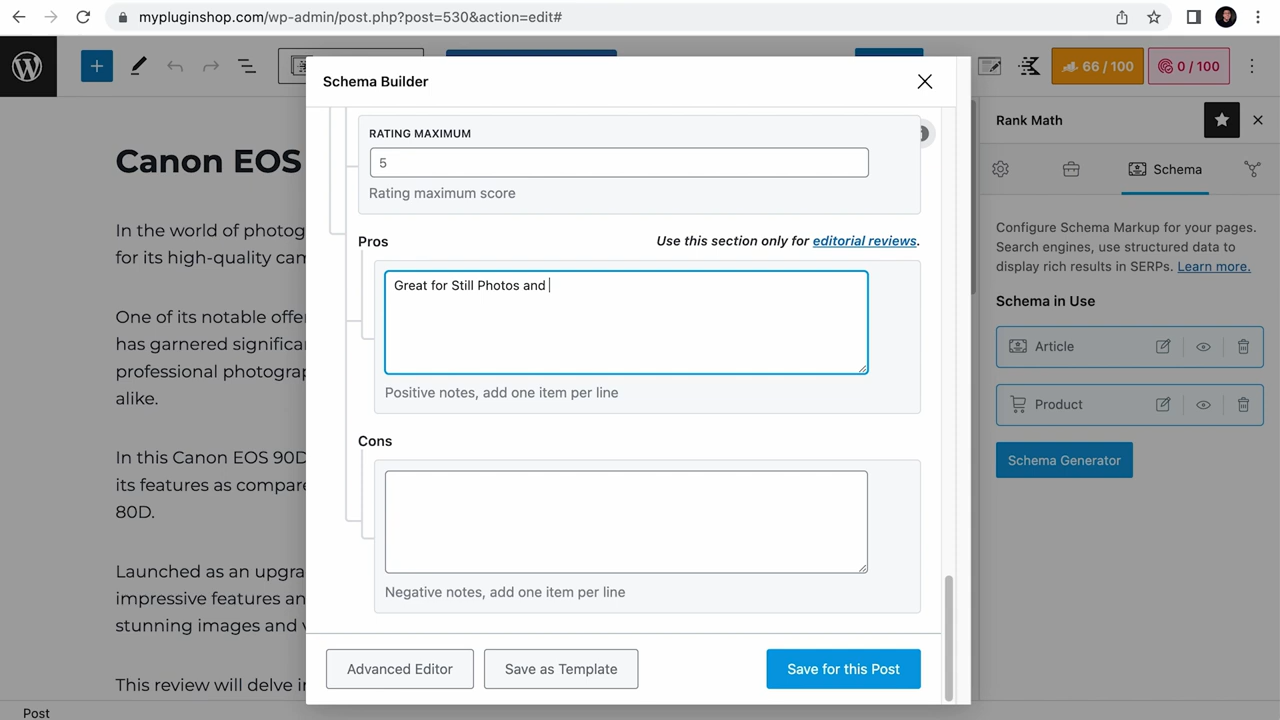 mypluginshop.com/wp-admin/post.php?post=530&action=edit#
66 / 100
0 / 100
Schema Builder
RATING MAXIMUM
5
Rating maximum score
Pros
Use this section only for editorial reviews.
Great for Still Photos and
Positive notes, add one item per line
Cons
Negative notes, add one item per line
Advanced Editor
Save as Template
Save for this Post
Canon EOS
In the world of photog
for its high-quality cam
One of its notable offe
has garnered significa
professional photograp
alike.
In this Canon EOS 90D
its features as compare
80D.
Launched as an upgra
impressive features an
stunning images and v
This review will delve i
Post
Rank Math
Schema
Configure Schema Markup for your pages.
Search engines, use structured data to
display rich results in SERPs. Learn more.
Schema in Use
Article
Product
Schema Generator